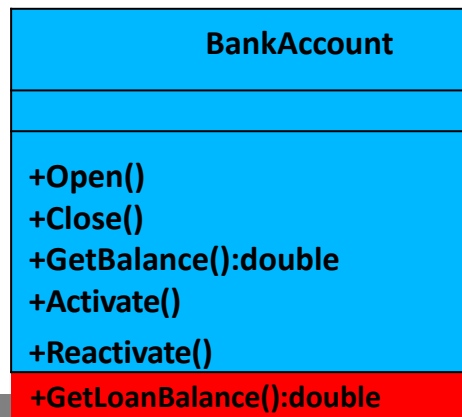 BankAccount
+Open()
+Close()
+GetBalance():double
+Activate()
+Reactivate()
+GetLoanBalance():double